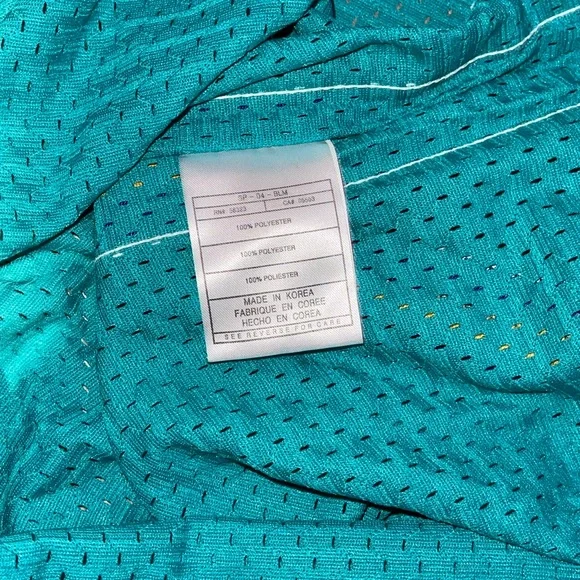 SP - 04 - BLM
RN# 56323 CA# 05553
100% POLYESTER
100% POLYESTER
100% POLIESTER
MADE IN KOREA
FABRIQUE EN COREE
HECHO EN COREA
SEE REVERSE FOR CARE